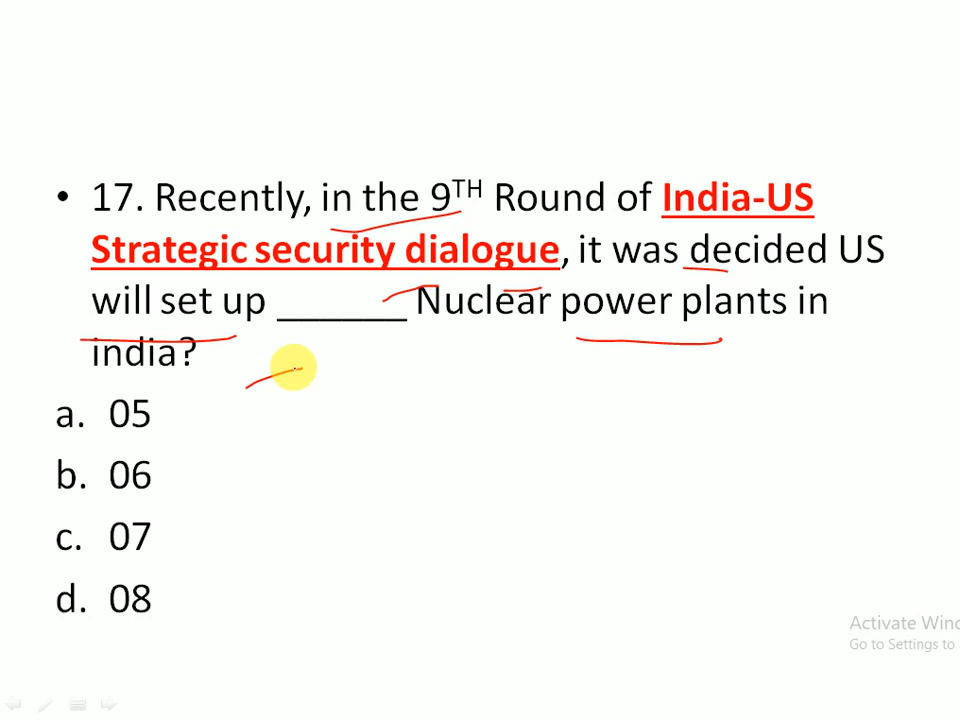 • 17. Recently, in the 9TH Round of India-US
Strategic security dialogue, it was decided US
will set up ______ Nuclear power plants in
india?
a. 05
b. 06
c. 07
d. 08
Activate Winc
Go to Settings to